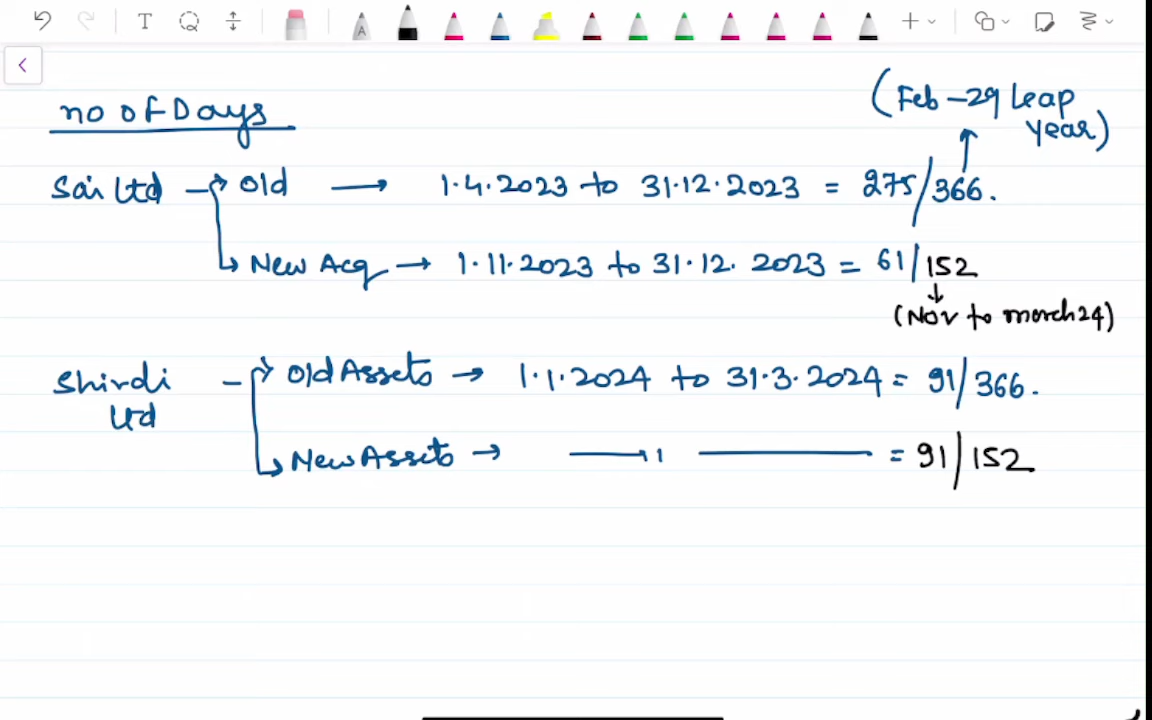 no of Days
(Feb -29 Leap year)
Sai Ltd → Old → 1.4.2023 to 31.12.2023 = 275/366.
→ New Acq → 1.11.2023 to 31.12.2023 = 61/152
↓
(Nov to march24)
Shirdi Ltd → Old Assets → 1.1.2024 to 31.3.2024 = 91/366.
→ New Assets → —— 11 —— = 91/152